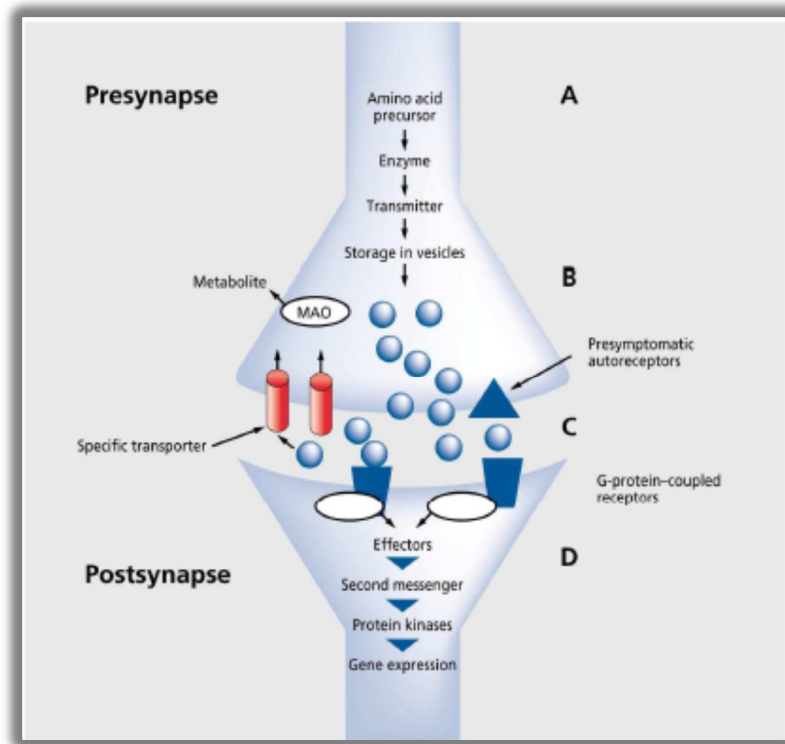 Presynapse
A
Amino acid
precursor
Enzyme
Transmitter
Storage in vesicles
B
Metabolite
MAO
Presymptomatic
autoreceptors
C
Specific transporter
G-protein–coupled
receptors
Effectors
D
Postsynapse
Second messenger
Protein kinases
Gene expression